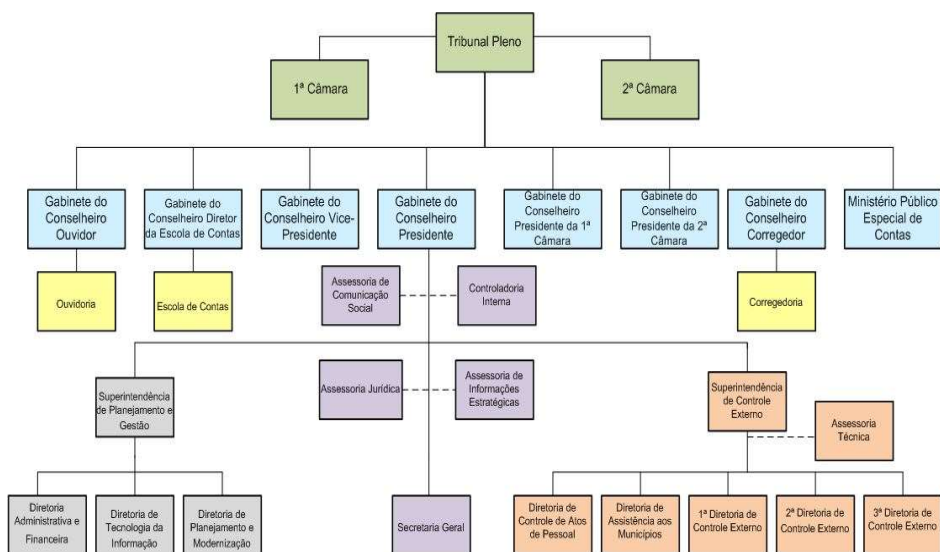 Tribunal Pleno
1ª Câmara
2ª Câmara
Gabinete do
Conselheiro
Ouvidor
Gabinete do
Conselheiro Diretor
da Escola de Contas
Gabinete do
Conselheiro Vice-
Presidente
Gabinete do
Conselheiro
Presidente
Gabinete do
Conselheiro
Presidente da 1ª
Câmara
Gabinete do
Conselheiro
Presidente da 2ª
Câmara
Gabinete do
Conselheiro
Corregedor
Ministério Público
Especial de
Contas
Ouvidoria
Escola de Contas
Assessoria de
Comunicação
Social
Controladoria
Interna
Corregedoria
Superintendência
de Planejamento e
Gestão
Assessoria Jurídica
Assessoria de
Informações
Estratégicas
Superintendência
de Controle
Externo
Assessoria
Técnica
Diretoria
Administrativa e
Financeira
Diretoria de
Tecnologia da
Informação
Diretoria de
Planejamento e
Modernização
Secretaria Geral
Diretoria de
Controle de Atos
de Pessoal
Diretoria de
Assistência aos
Municípios
1ª Diretoria de
Controle Externo
2ª Diretoria de
Controle Externo
3ª Diretoria de
Controle Externo